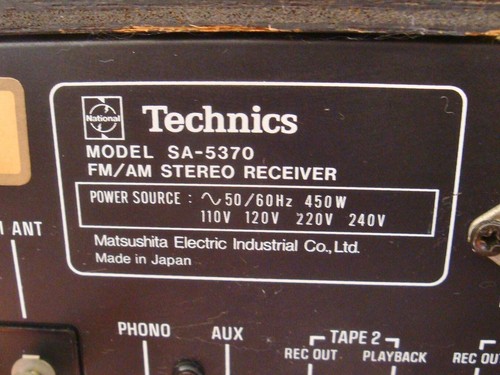 National
Technics
MODEL SA-5370
FM/AM STEREO RECEIVER
POWER SOURCE : ∿ 50/60Hz 450W
110V 120V 220V 240V
Matsushita Electric Industrial Co., Ltd.
Made in Japan
ANT
PHONO
AUX
TAPE 2
REC OUT
PLAYBACK
REC